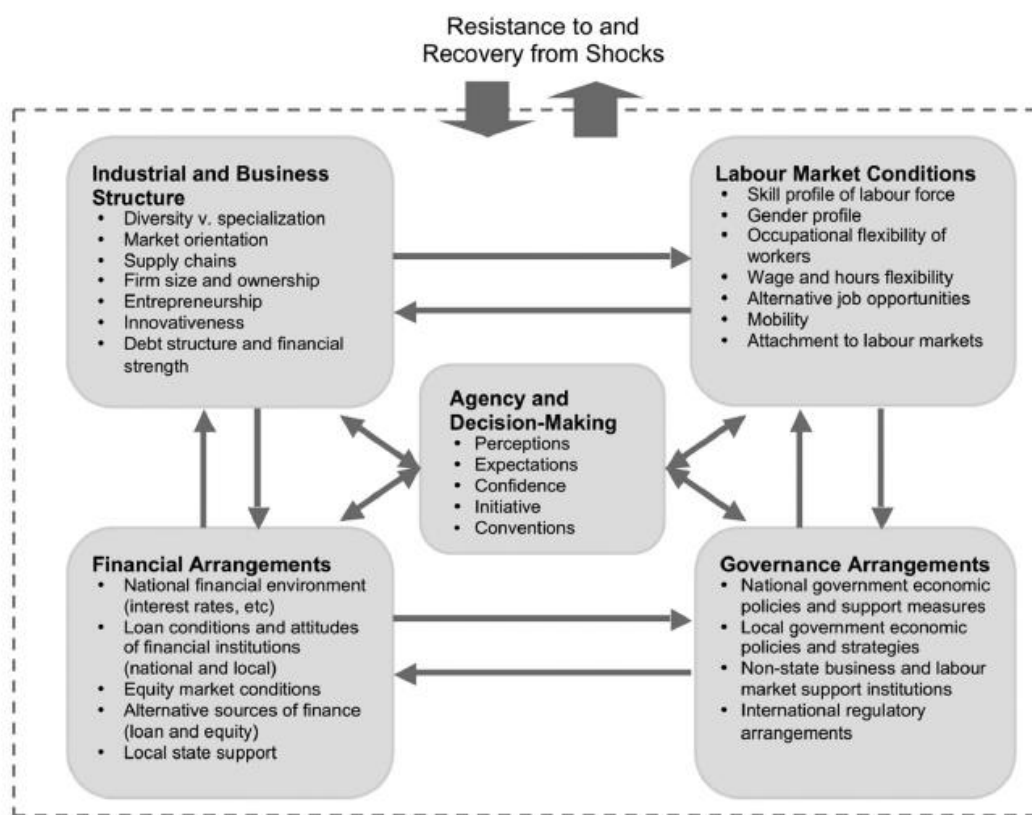 Resistance to and
Recovery from Shocks
Industrial and Business
Structure
• Diversity v. specialization
• Market orientation
• Supply chains
• Firm size and ownership
• Entrepreneurship
• Innovativeness
• Debt structure and financial
strength
Labour Market Conditions
• Skill profile of labour force
• Gender profile
• Occupational flexibility of
workers
• Wage and hours flexibility
• Alternative job opportunities
• Mobility
• Attachment to labour markets
Agency and
Decision-Making
• Perceptions
• Expectations
• Confidence
• Initiative
• Conventions
Financial Arrangements
• National financial environment
(interest rates, etc)
• Loan conditions and attitudes
of financial institutions
(national and local)
• Equity market conditions
• Alternative sources of finance
(loan and equity)
• Local state support
Governance Arrangements
• National government economic
policies and support measures
• Local government economic
policies and strategies
• Non-state business and labour
market support institutions
• International regulatory
arrangements